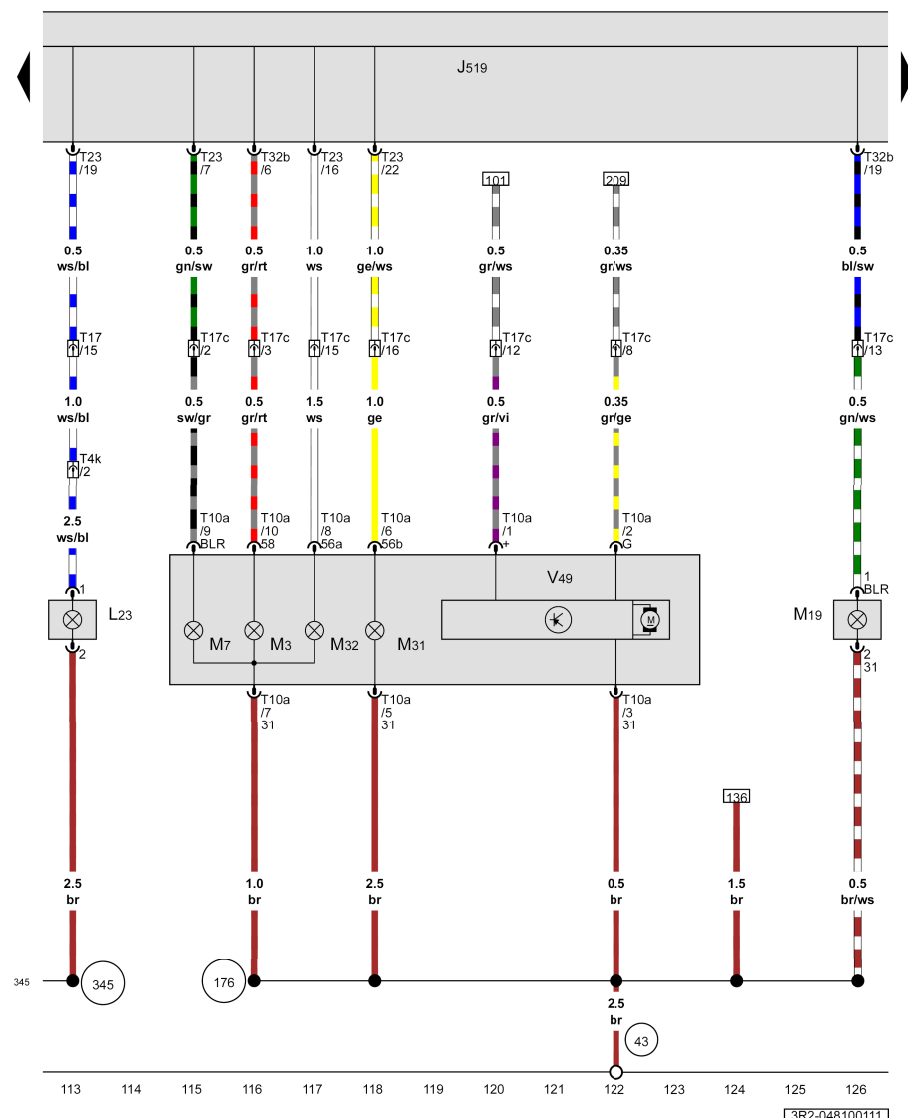 J519
T23 T23 T32b T23 T23 T32b
/19 /7 /6 /16 /22 /19
101 209
0.5 0.5 0.5 1.0 1.0 0.5 0.35 0.5
ws/bl gn/sw gr/rt ws ge/ws gr/ws gr/ws bl/sw
T17 T17c T17c T17c T17c T17c T17c T17c
/15 /2 /3 /15 /16 /12 /8 /13
1.0 0.5 0.5 1.5 1.0 0.5 0.35 0.5
ws/bl sw/gr gr/rt ws ge gr/vi gr/ge gn/ws
T4k
/2
2.5 T10a T10a T10a T10a T10a T10a
ws/bl /9 /10 /8 /6 /1 /2
BLR 58 56a 56b + G
1 V49 1
BLR
L23 M19
M7 M3 M32 M31 M
2 2
31
T10a T10a T10a
/7 /5 /3
31 31 31
136
2.5 1.0 2.5 0.5 1.5 0.5
br br br br br br/ws
345 345 176
2.5
br
43
113 114 115 116 117 118 119 120 121 122 123 124 125 126
3R2-048100111